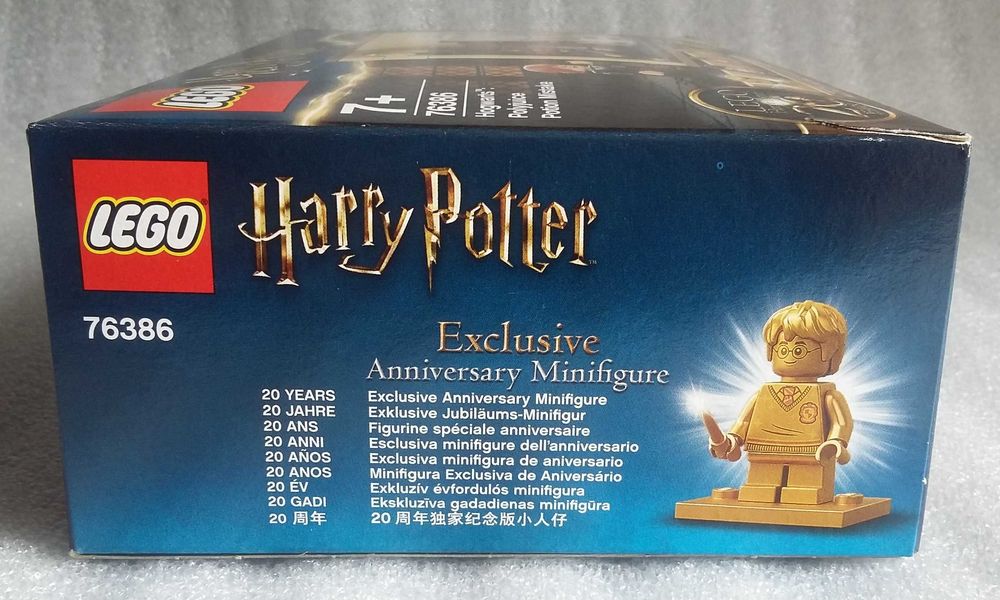 LEGO
7+
76386
Hogwarts™
Polyjuice
Potion Mistake
LEGO
Harry Potter
™
76386
Exclusive
Anniversary Minifigure
20 YEARS Exclusive Anniversary Minifigure
20 JAHRE Exklusive Jubiläums-Minifigur
20 ANS Figurine spéciale anniversaire
20 ANNI Esclusiva minifigure dell'anniversario
20 AÑOS Exclusiva minifigura de aniversario
20 ANOS Minifigura Exclusiva de Aniversário
20 ÉV Exkluzív évfordulós minifigura
20 GADI Ekskluzīva gadadienas minifigūra
20 周年 20 周年独家纪念版小人仔